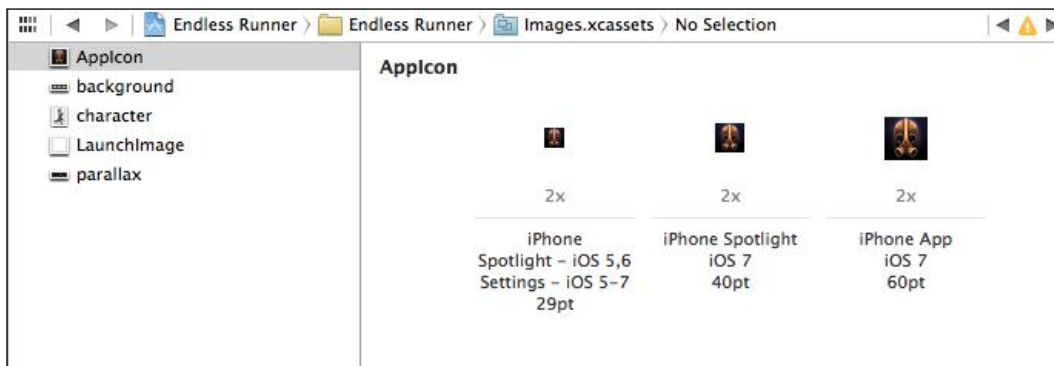 Endless Runner Endless Runner Images.xcassets No Selection
AppIcon
background
character
LaunchImage
parallax
AppIcon
2x
2x
2x
iPhone
Spotlight – iOS 5,6
Settings – iOS 5–7
29pt
iPhone Spotlight
iOS 7
40pt
iPhone App
iOS 7
60pt